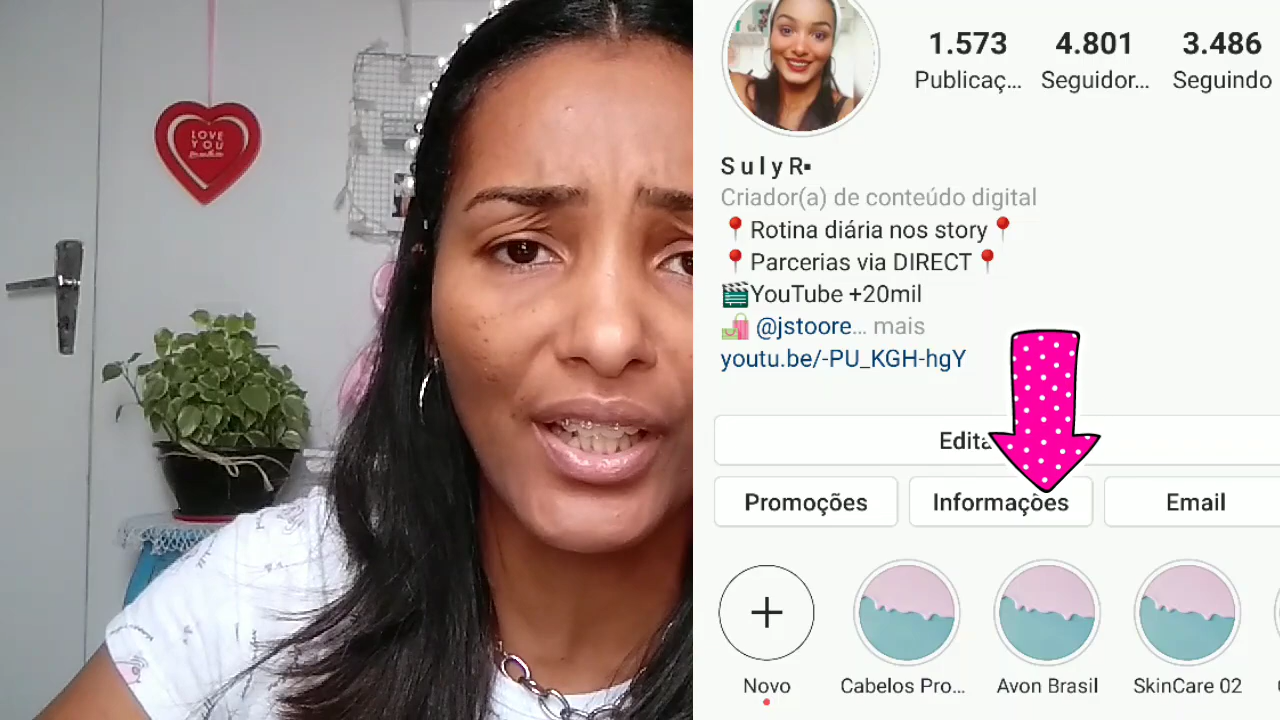 LOVE
YOU
1.573 4.801 3.486
Publicaç... Seguidor... Seguindo
S u l y R▪
Criador(a) de conteúdo digital
📍Rotina diária nos story📍
📍Parcerias via DIRECT📍
🎬YouTube +20mil
🛍️ @jstoore... mais
youtu.be/-PU_KGH-hgY
Edita
Promoções Informações Email
Novo Cabelos Pro... Avon Brasil SkinCare 02